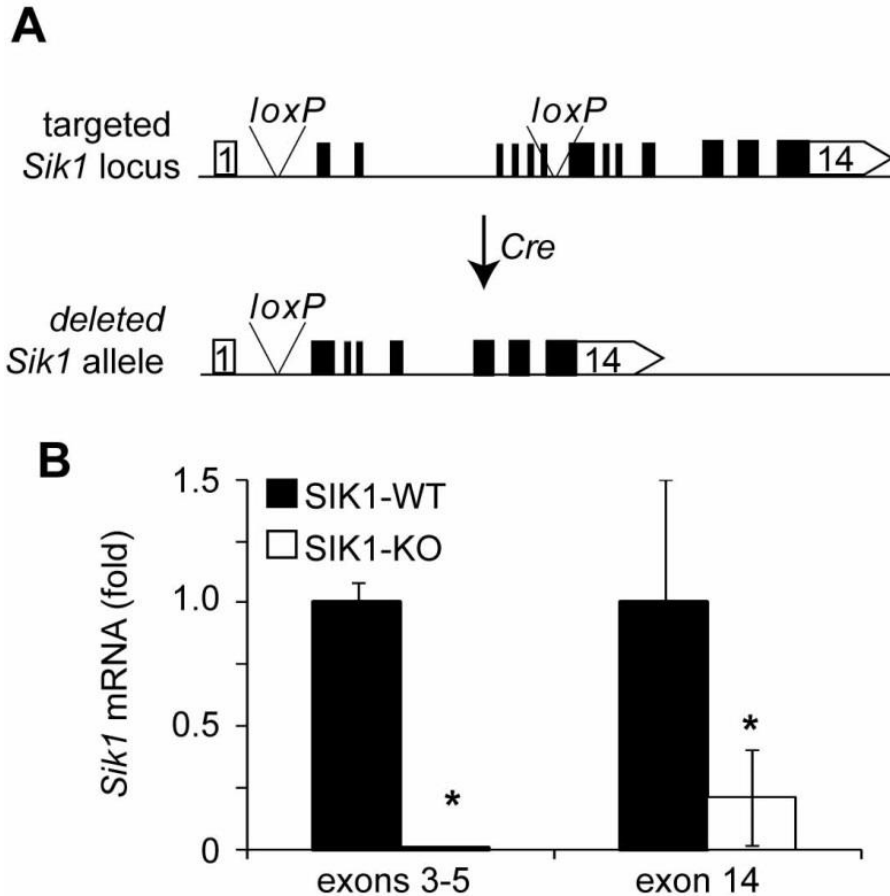 A
loxP loxP
targeted
Sik1 locus
1 14
Cre
loxP
deleted
Sik1 allele
1 14
B
Sik1 mRNA (fold)
1.5
1.0
0.5
0
SIK1-WT
SIK1-KO
*
*
exons 3-5 exon 14